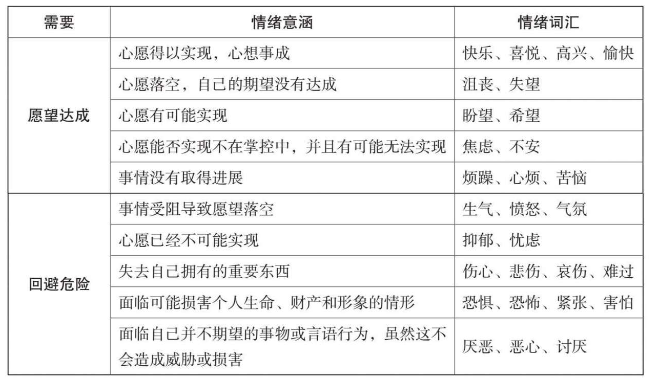 需要 情绪意涵 情绪词汇
愿望达成
心愿得以实现，心想事成 快乐、喜悦、高兴、愉快
心愿落空，自己的期望没有达成 沮丧、失望
心愿有可能实现 盼望、希望
心愿能否实现不在掌控中，并且有可能无法实现 焦虑、不安
事情没有取得进展 烦躁、心烦、苦恼
回避危险
事情受阻导致愿望落空 生气、愤怒、气氛
心愿已经不可能实现 抑郁、忧虑
失去自己拥有的重要东西 伤心、悲伤、哀伤、难过
面临可能损害个人生命、财产和形象的情形 恐惧、恐怖、紧张、害怕
面临自己并不期望的事物或言语行为，虽然这不
会造成威胁或损害 厌恶、恶心、讨厌